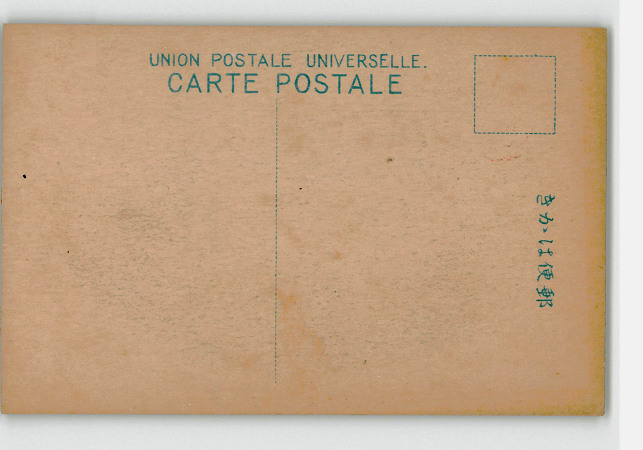 UNION POSTALE UNIVERSELLE.
CARTE POSTALE
郵便はかき